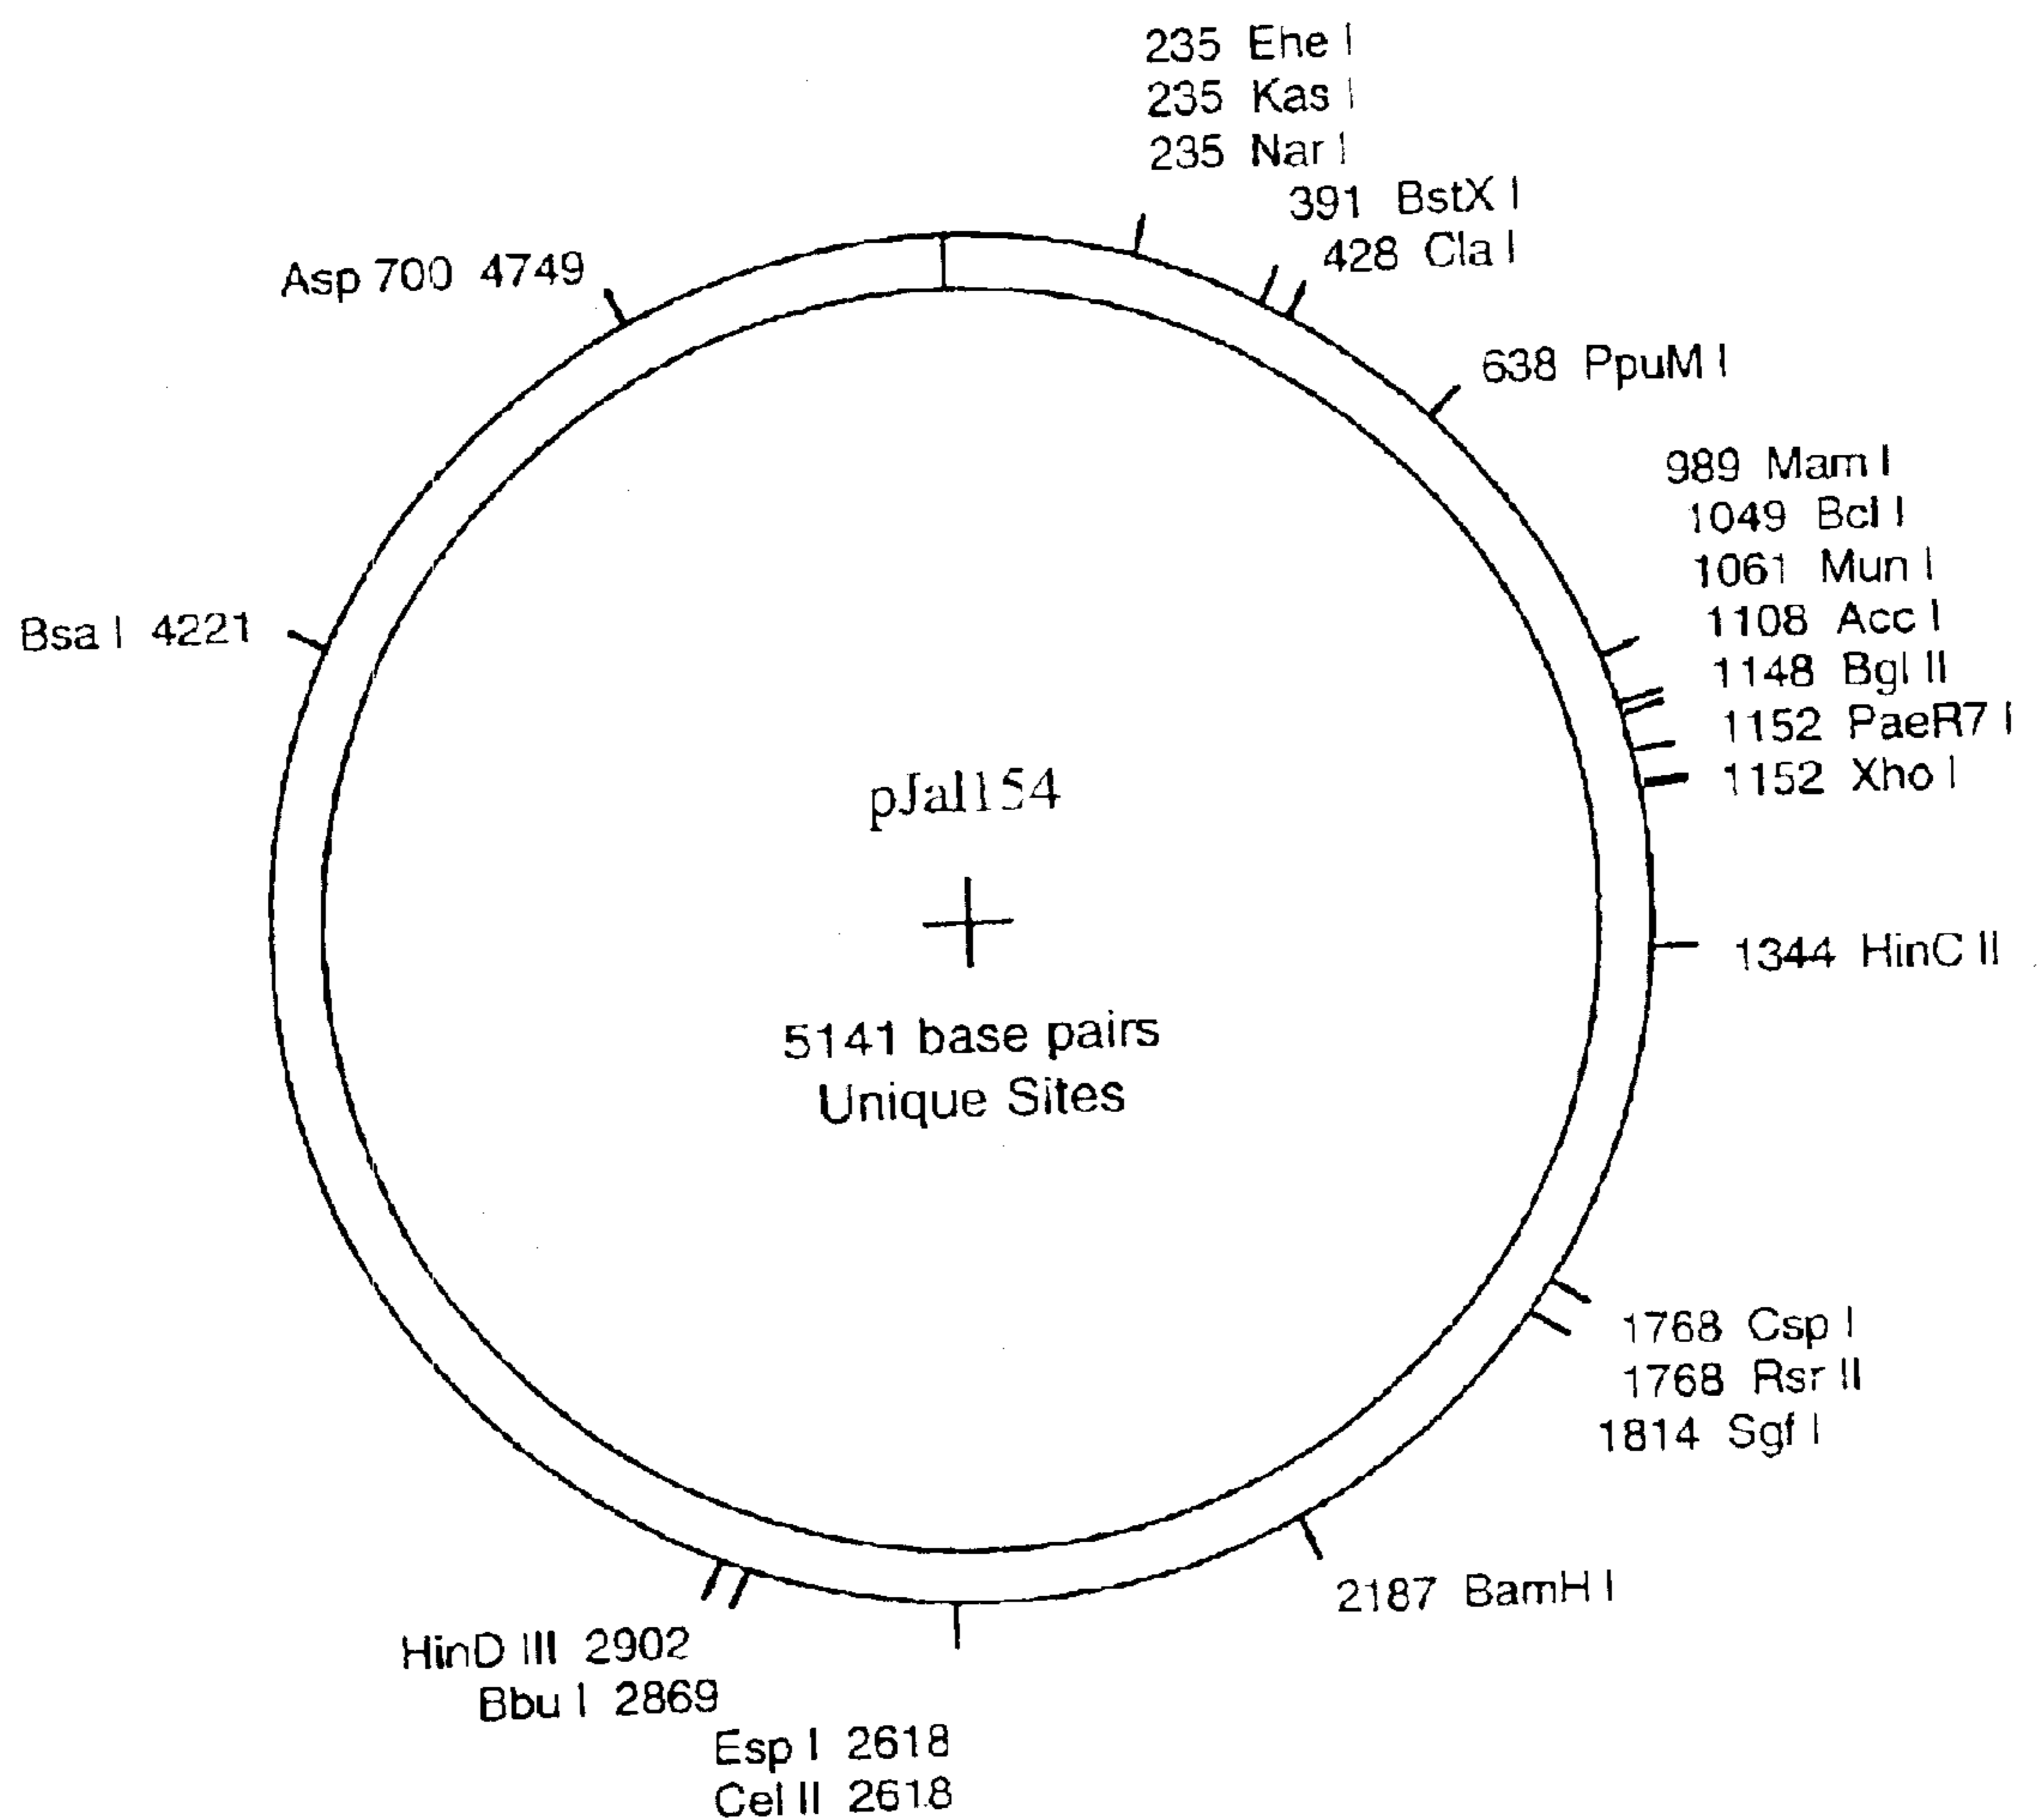 235 Ehe I
235 Kas I
235 Nar I
391 BstX I
428 Cla I
Asp 700 4749
638 PpuM I
989 Mam I
1049 Bcl I
1061 Mun I
1108 Acc I
Bsa I 4221
1148 Bgl II
1152 PaeR7 I
1152 Xho I
pJal154
1344 HinC II
5141 base pairs
Unique Sites
1768 Csp I
1768 Rsr II
1814 Sgf I
2187 BamH I
HinD III 2902
Bbu I 2869
Esp I 2618
Cel II 2618